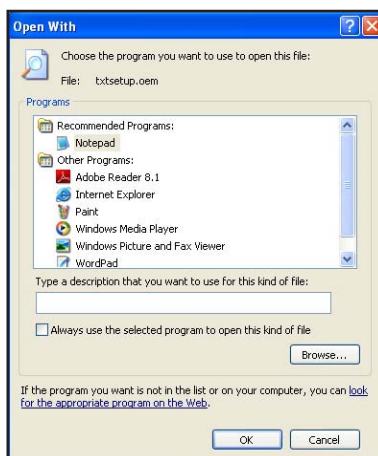 Open With
Choose the program you want to use to open this file:
File: txtsetup.oem
Programs
Recommended Programs:
Notepad
Other Programs:
Adobe Reader 8.1
Internet Explorer
Paint
Windows Media Player
Windows Picture and Fax Viewer
WordPad
Type a description that you want to use for this kind of file:
Always use the selected program to open this kind of file
Browse...
If the program you want is not in the list or on your computer, you can look
for the appropriate program on the Web.
OK Cancel